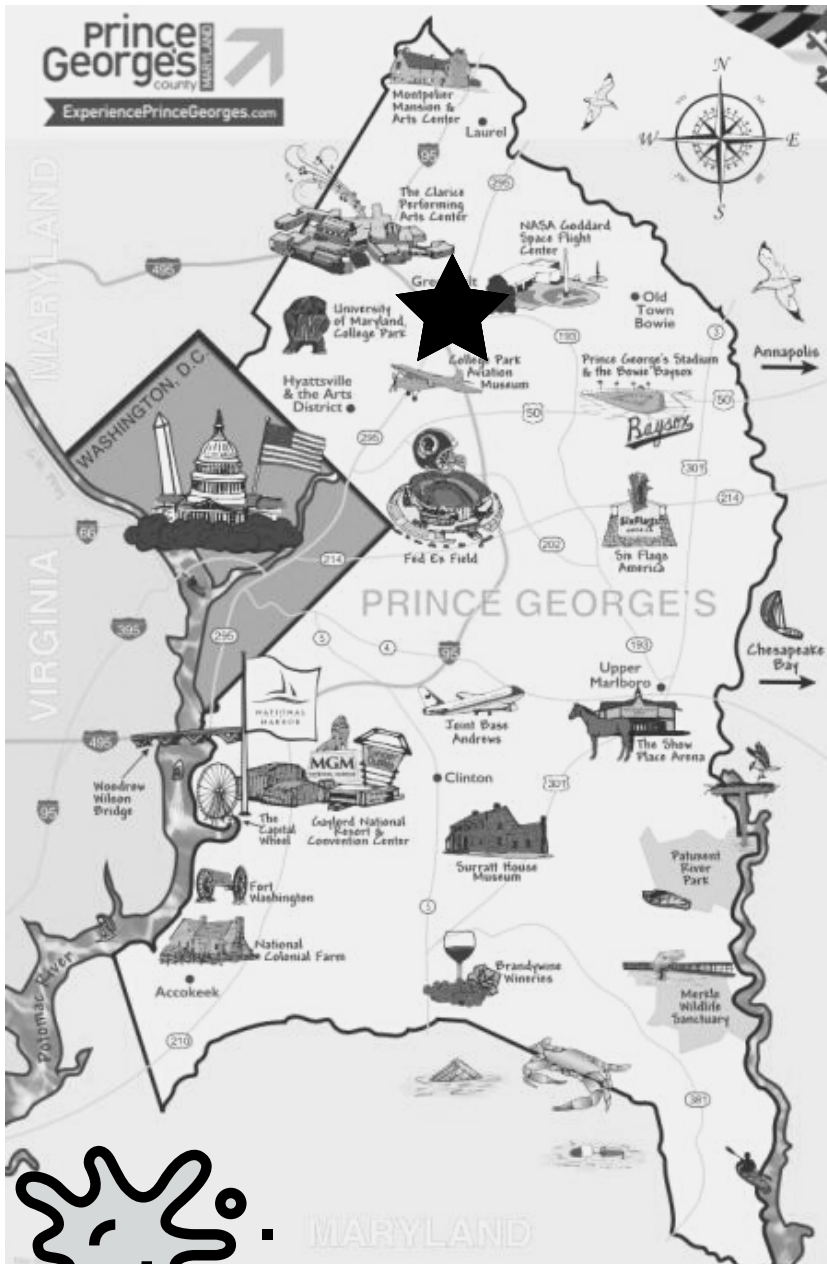 Prince
George's
MARYLAND
county
ExperiencePrinceGeorges.com
N
W
E
S
MARYLAND
Montpelier
Mansion &
Arts Center
Laurel
95
295
The Clarice
Performing
Arts Center
NASA Goddard
Space Flight
Center
495
University
of Maryland,
College Park
Old
Town
Bowie
193
3
Annapolis
College Park
Aviation
Museum
Prince George's Stadium
& the Bowie Baysox
Hyattsville
& the Arts
District
50
50
Baysox
WASHINGTON, D.C.
295
301
214
Fed Ex Field
SixFlags
Six Flags
America
66
214
202
VIRGINIA
PRINCE GEORGE'S
395
295
5
4
95
193
Chesapeake
Bay
Upper
Marlboro
NATIONAL
HARBOR
Joint Base
Andrews
The Show
Place Arena
495
MGM
NATIONAL HARBOR
Woodrow
Wilson
Bridge
Clinton
301
95
The
Capital
Wheel
Gaylord National
Resort &
Convention Center
Surratt House
Museum
Patuxent
River
Park
Fort
Washington
5
National
Colonial Farm
Brandywine
Wineries
Accokeek
Merkle
Wildlife
Sanctuary
Potomac River
210
381
MARYLAND